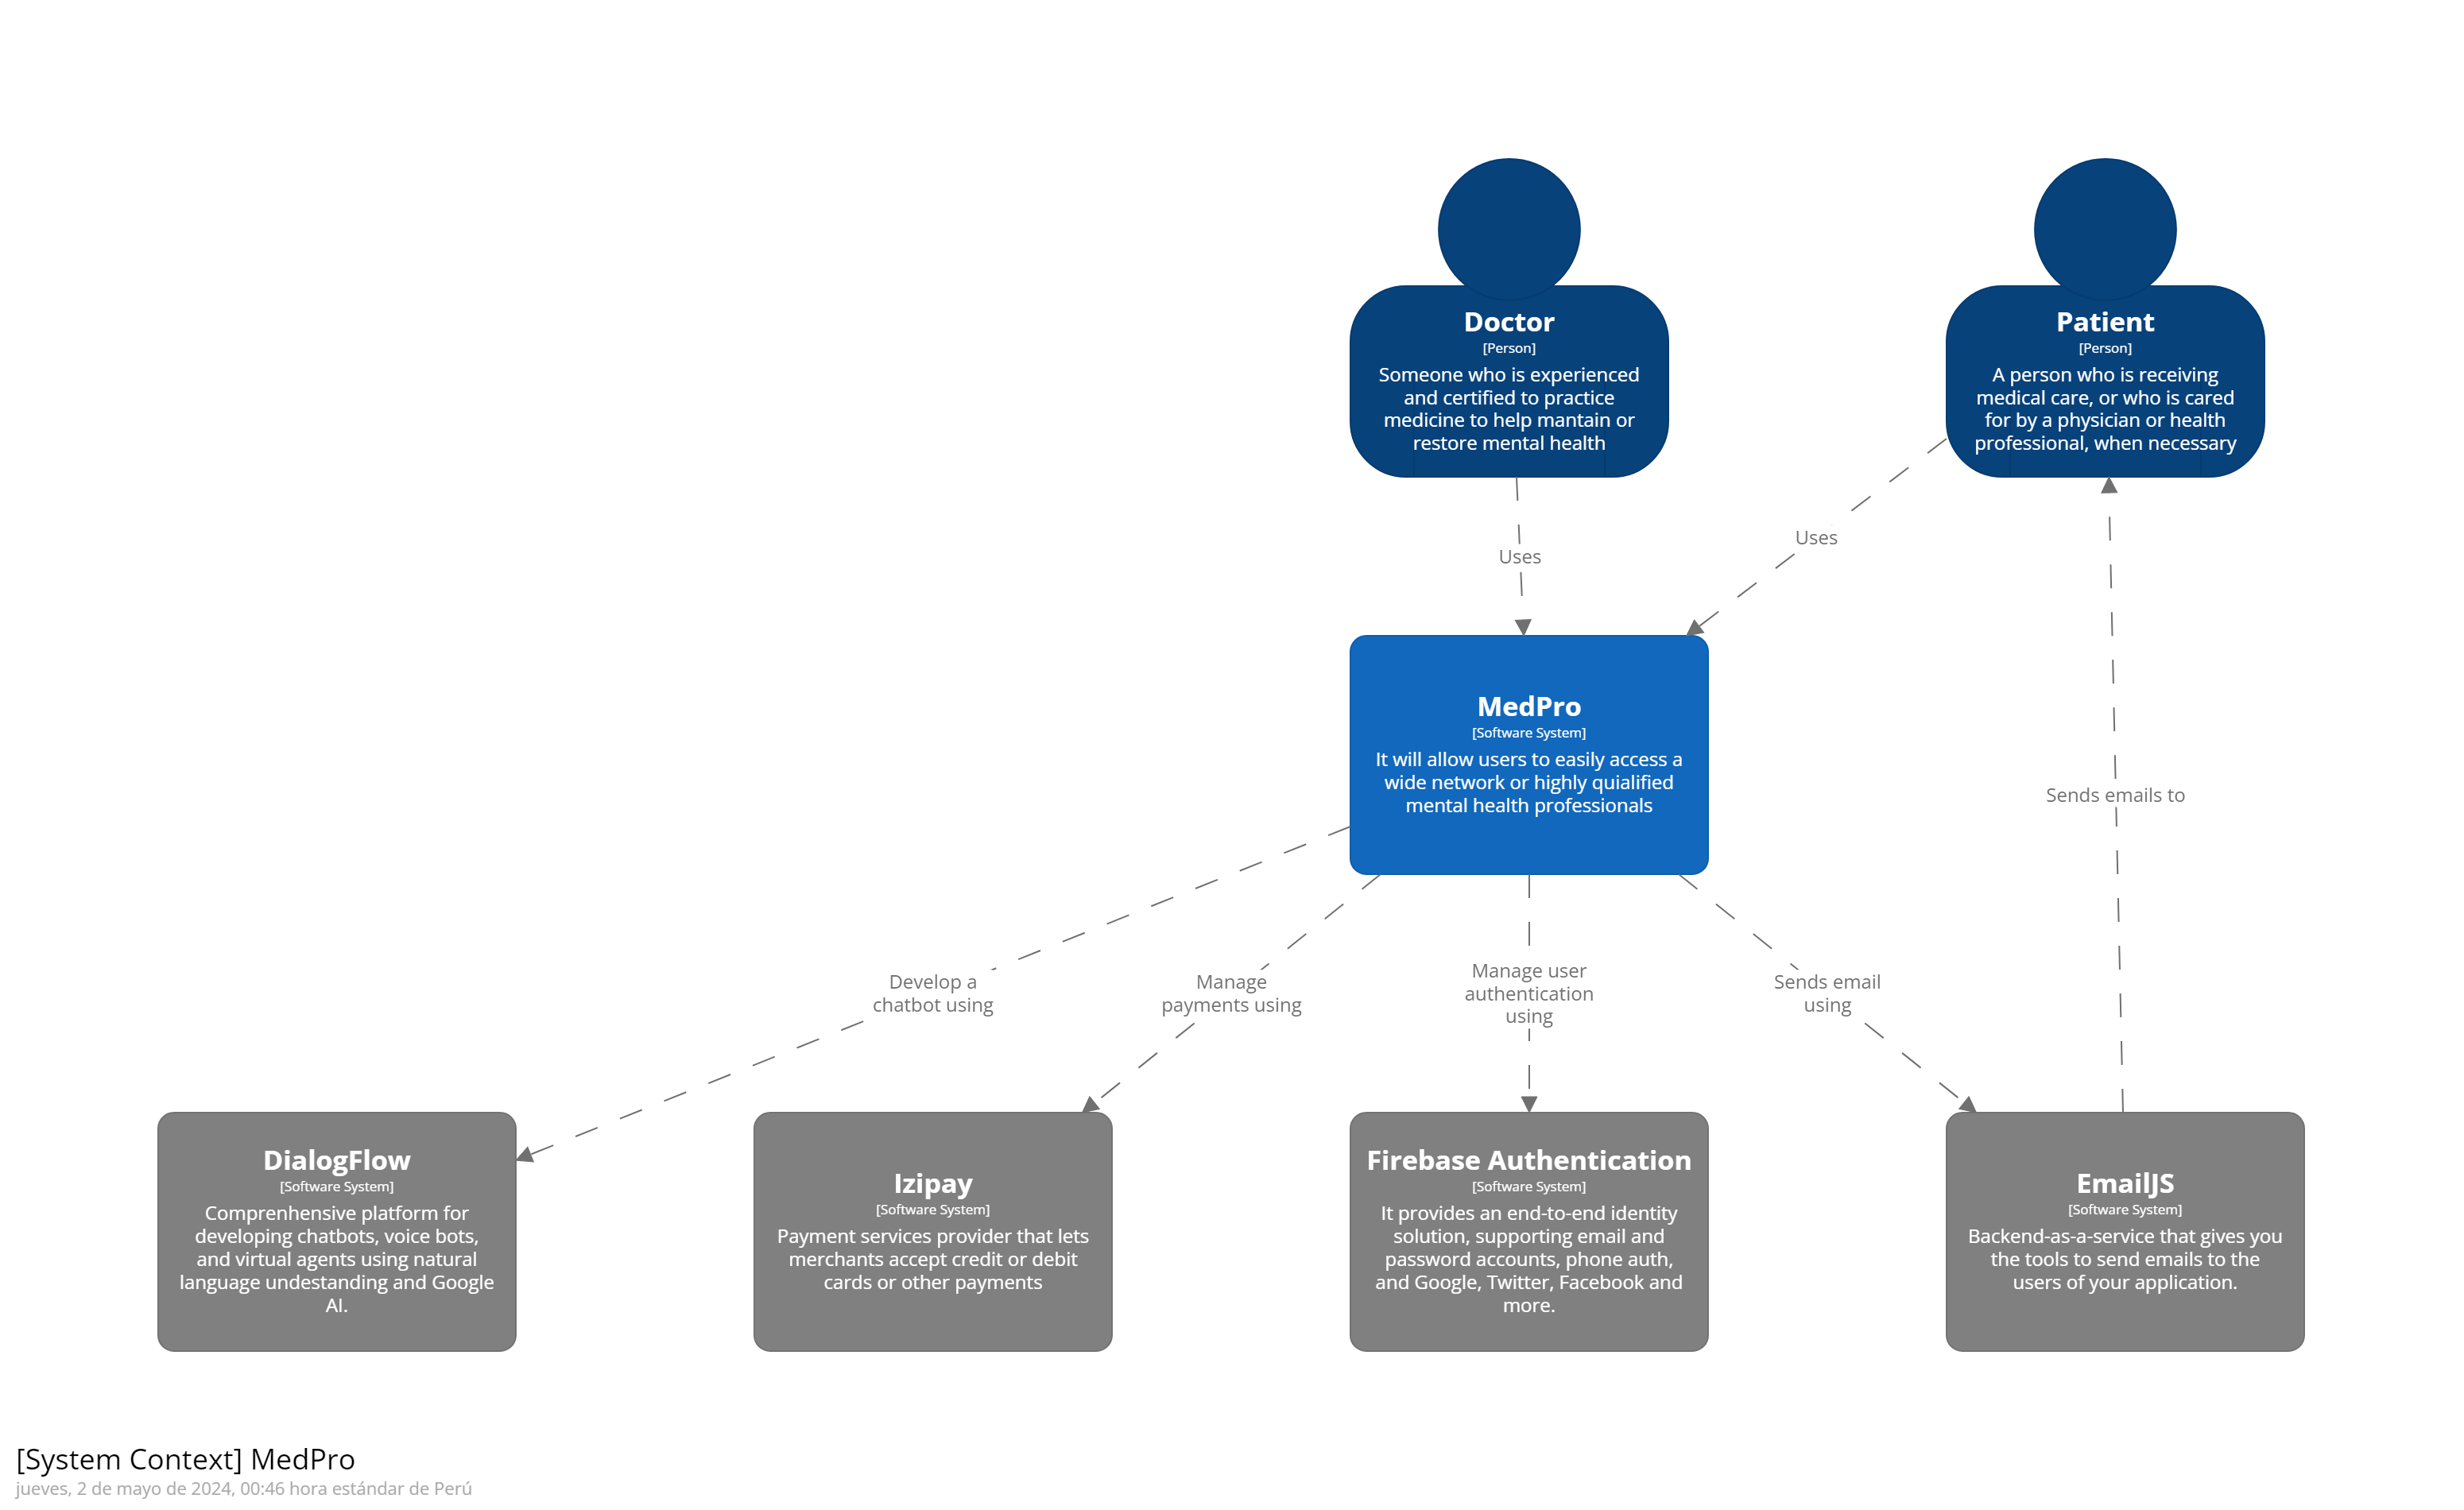 Doctor
[Person]
Someone who is experienced
and certified to practice
medicine to help mantain or
restore mental health
Patient
[Person]
A person who is receiving
medical care, or who is cared
for by a physician or health
professional, when necessary
Uses
Uses
MedPro
[Software System]
It will allow users to easily access a
wide network or highly quialified
mental health professionals
Sends emails to
Develop a
chatbot using
Manage
payments using
Manage user
authentication
using
Sends email
using
DialogFlow
[Software System]
Comprenhensive platform for
developing chatbots, voice bots,
and virtual agents using natural
language undestanding and Google
AI.
Izipay
[Software System]
Payment services provider that lets
merchants accept credit or debit
cards or other payments
Firebase Authentication
[Software System]
It provides an end-to-end identity
solution, supporting email and
password accounts, phone auth,
and Google, Twitter, Facebook and
more.
EmailJS
[Software System]
Backend-as-a-service that gives you
the tools to send emails to the
users of your application.
[System Context] MedPro
jueves, 2 de mayo de 2024, 00:46 hora estándar de Perú